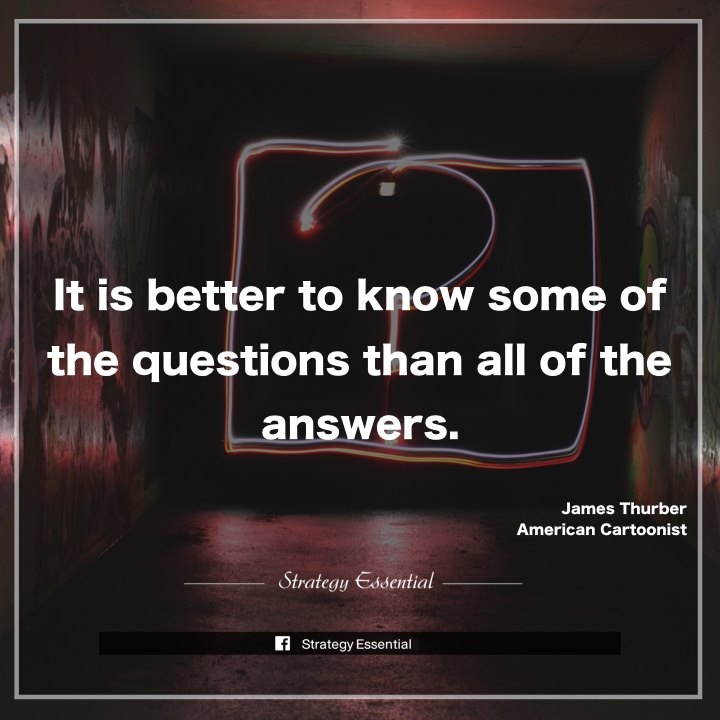 It is better to know some of
the questions than all of the
answers.
James Thurber
American Cartoonist
Strategy Essential
Strategy Essential